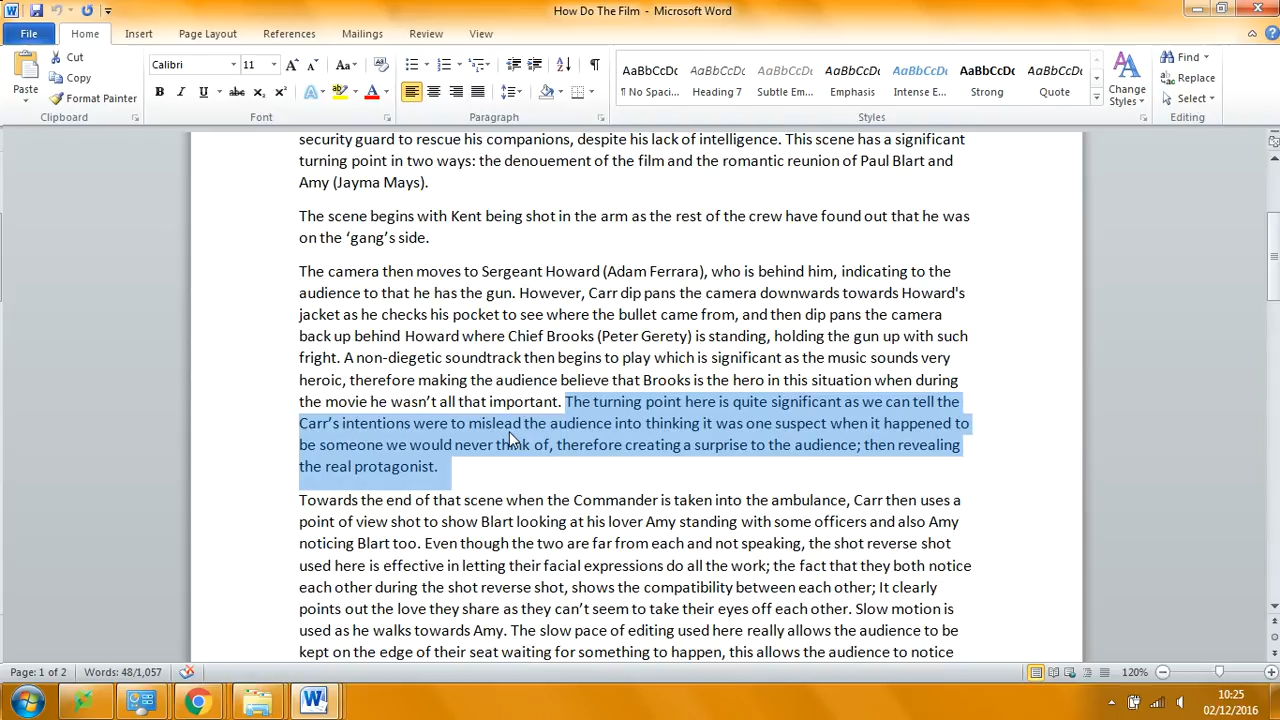 How Do The Film - Microsoft Word
File Home Insert Page Layout References Mailings Review View
Paste
Cut
Copy
Format Painter
Clipboard
Calibri 11
Font
Paragraph
AaBbCcDc AaBbCcDc AaBbCcDc AaBbCcDc AaBbCcDc AaBbCcDc AaBbCcDc
¶ No Spaci... Heading 7 Subtle Em... Emphasis Intense E... Strong Quote
Change Styles
Styles
Find
Replace
Select
Editing
security guard to rescue his companions, despite his lack of intelligence. This scene has a significant
turning point in two ways: the denouement of the film and the romantic reunion of Paul Blart and
Amy (Jayma Mays).
The scene begins with Kent being shot in the arm as the rest of the crew have found out that he was
on the ‘gang’s side.
The camera then moves to Sergeant Howard (Adam Ferrara), who is behind him, indicating to the
audience to that he has the gun. However, Carr dip pans the camera downwards towards Howard's
jacket as he checks his pocket to see where the bullet came from, and then dip pans the camera
back up behind Howard where Chief Brooks (Peter Gerety) is standing, holding the gun up with such
fright. A non-diegetic soundtrack then begins to play which is significant as the music sounds very
heroic, therefore making the audience believe that Brooks is the hero in this situation when during
the movie he wasn’t all that important. The turning point here is quite significant as we can tell the
Carr’s intentions were to mislead the audience into thinking it was one suspect when it happened to
be someone we would never think of, therefore creating a surprise to the audience; then revealing
the real protagonist.
Towards the end of that scene when the Commander is taken into the ambulance, Carr then uses a
point of view shot to show Blart looking at his lover Amy standing with some officers and also Amy
noticing Blart too. Even though the two are far from each and not speaking, the shot reverse shot
used here is effective in letting their facial expressions do all the work; the fact that they both notice
each other during the shot reverse shot, shows the compatibility between each other; It clearly
points out the love they share as they can’t seem to take their eyes off each other. Slow motion is
used as he walks towards Amy. The slow pace of editing used here really allows the audience to be
kept on the edge of their seat waiting for something to happen, this allows the audience to notice
Page: 1 of 2 Words: 48/1,057 120%
10:25
02/12/2016